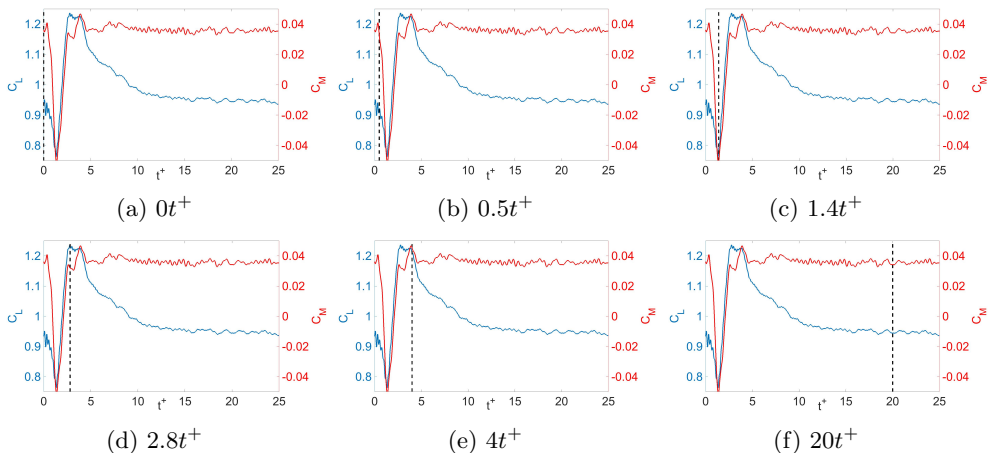 1.2 0.04 1.2 0.04 1.2 0.04
1.1 0.02 1.1 0.02 1.1 0.02
C_L 1 0 C_M C_L 1 0 C_M C_L 1 0 C_M
0.9 -0.02 0.9 -0.02 0.9 -0.02
0.8 -0.04 0.8 -0.04 0.8 -0.04
0 5 10 15 20 25 0 5 10 15 20 25 0 5 10 15 20 25
t^+ t^+ t^+
(a) 0t^+ (b) 0.5t^+ (c) 1.4t^+
1.2 0.04 1.2 0.04 1.2 0.04
1.1 0.02 1.1 0.02 1.1 0.02
C_L 1 0 C_M C_L 1 0 C_M C_L 1 0 C_M
0.9 -0.02 0.9 -0.02 0.9 -0.02
0.8 -0.04 0.8 -0.04 0.8 -0.04
0 5 10 15 20 25 0 5 10 15 20 25 0 5 10 15 20 25
t^+ t^+ t^+
(d) 2.8t^+ (e) 4t^+ (f) 20t^+